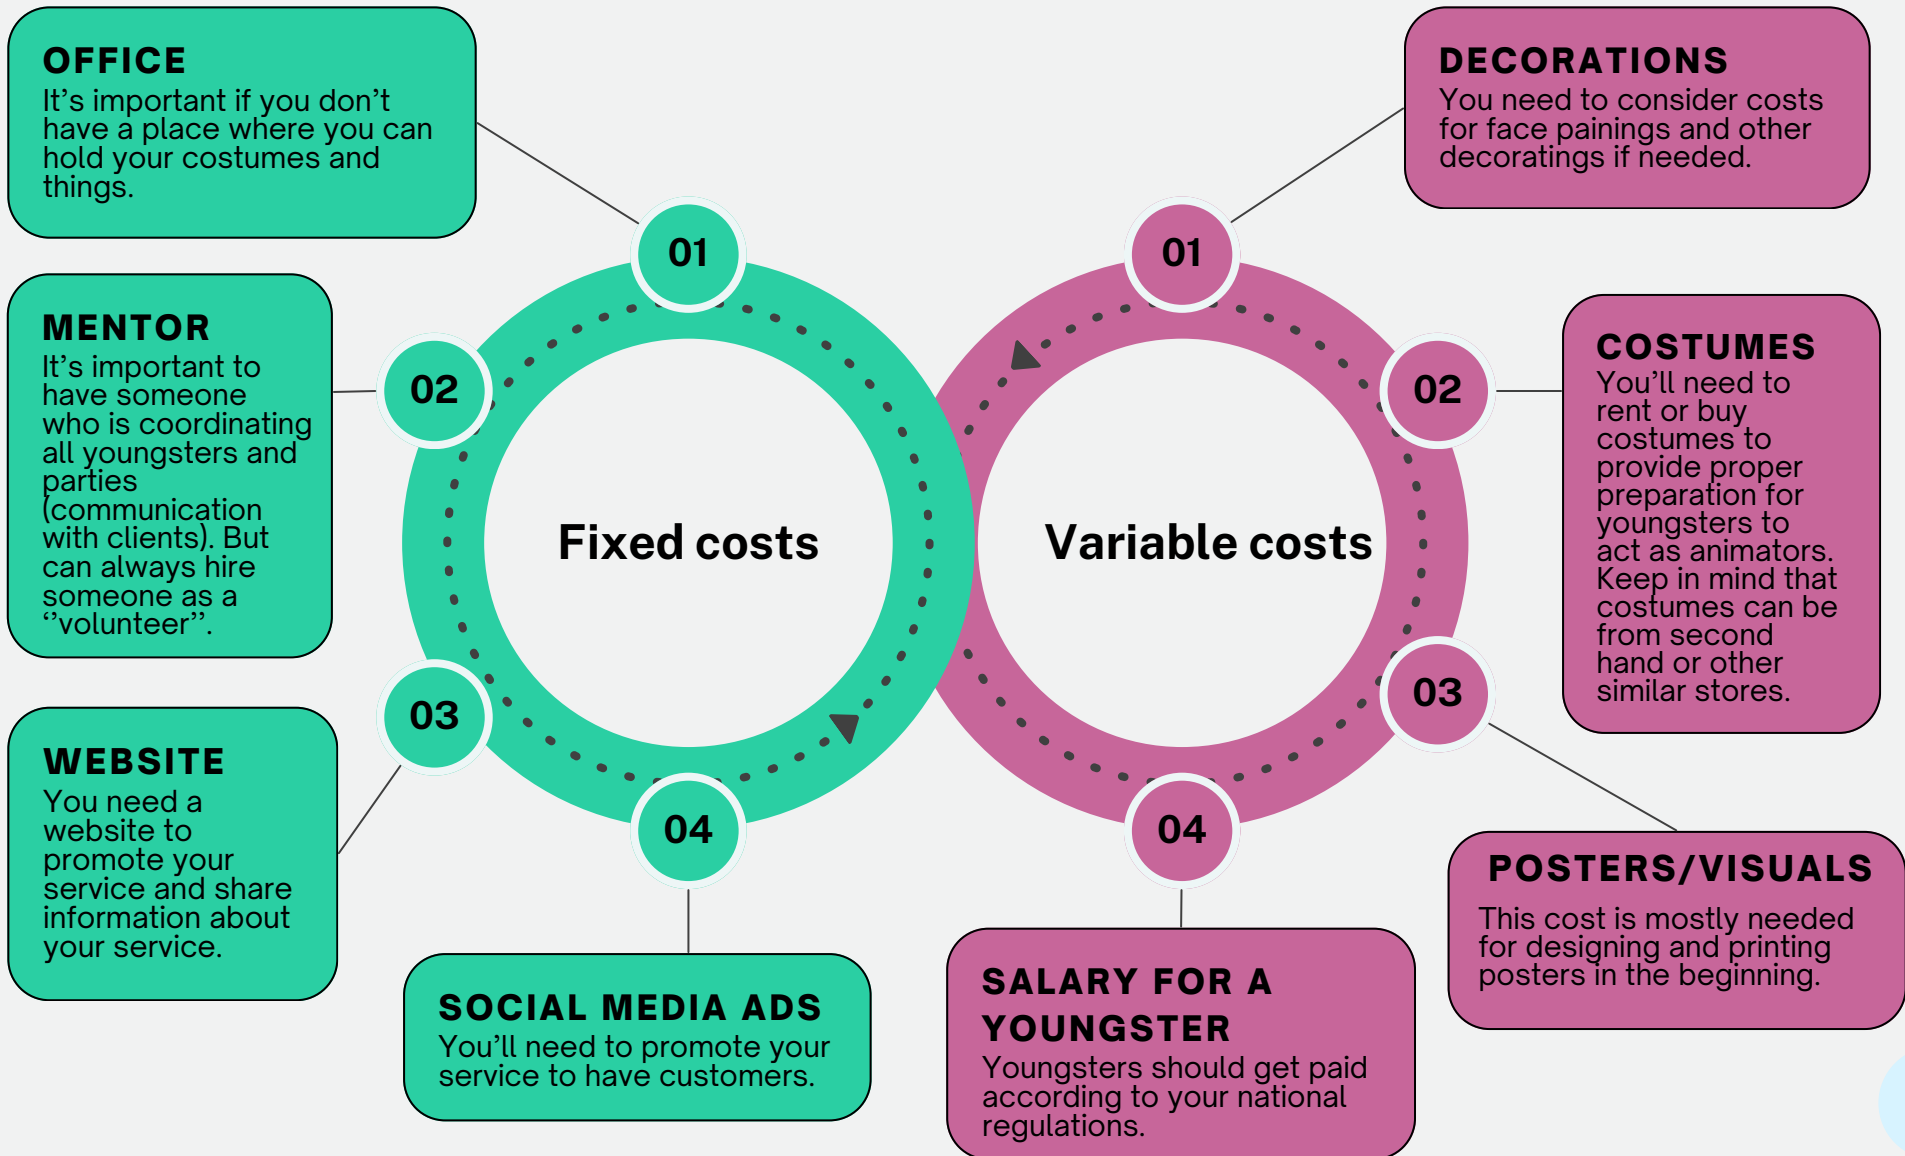 OFFICE
It’s important if you don’t
have a place where you can
hold your costumes and
things.
MENTOR
It’s important to
have someone
who is coordinating
all youngsters and
parties
(communication
with clients). But
can always hire
someone as a
‘’volunteer’’.
WEBSITE
You need a
website to
promote your
service and share
information about
your service.
SOCIAL MEDIA ADS
You’ll need to promote your
service to have customers.
01
02
03
04
Fixed costs
Variable costs
01
02
03
04
DECORATIONS
You need to consider costs
for face painings and other
decoratings if needed.
COSTUMES
You’ll need to
rent or buy
costumes to
provide proper
preparation for
youngsters to
act as animators.
Keep in mind that
costumes can be
from second
hand or other
similar stores.
POSTERS/VISUALS
This cost is mostly needed
for designing and printing
posters in the beginning.
SALARY FOR A
YOUNGSTER
Youngsters should get paid
according to your national
regulations.